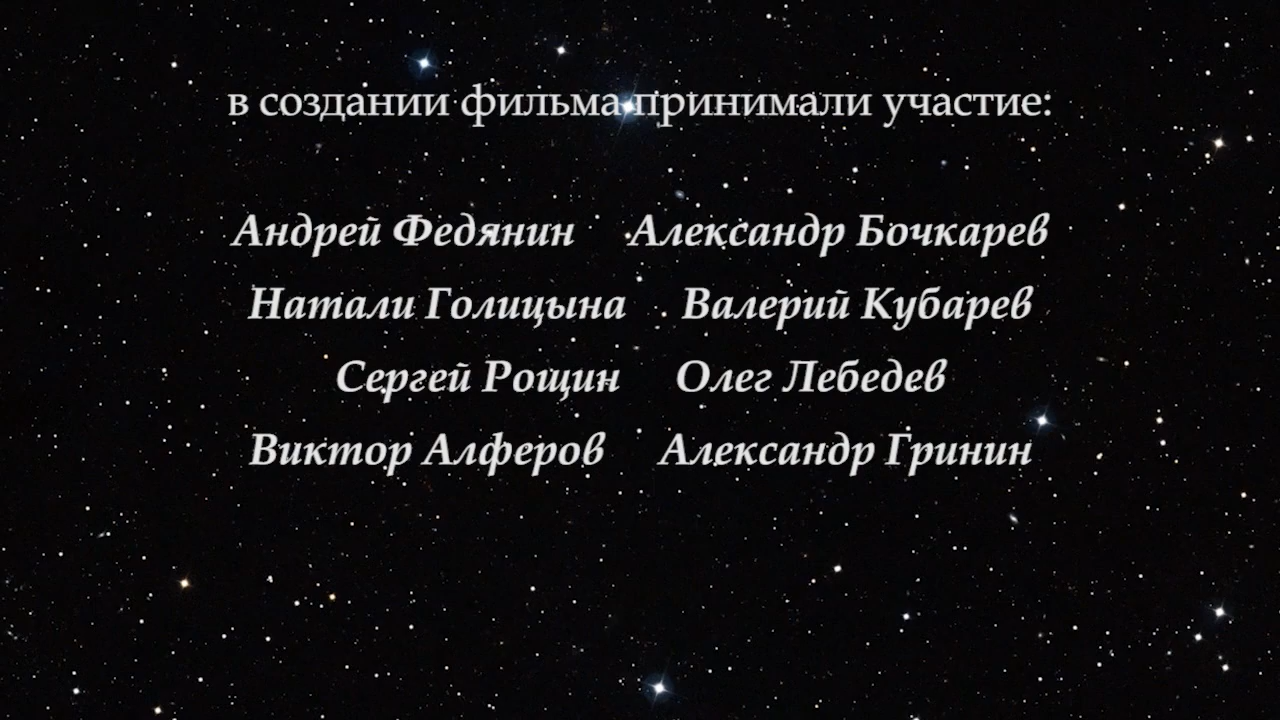 в создании фильма принимали участие:
Андрей Федянин Александр Бочкарев
Натали Голицына Валерий Кубарев
Сергей Рощин Олег Лебедев
Виктор Алферов Александр Гринин